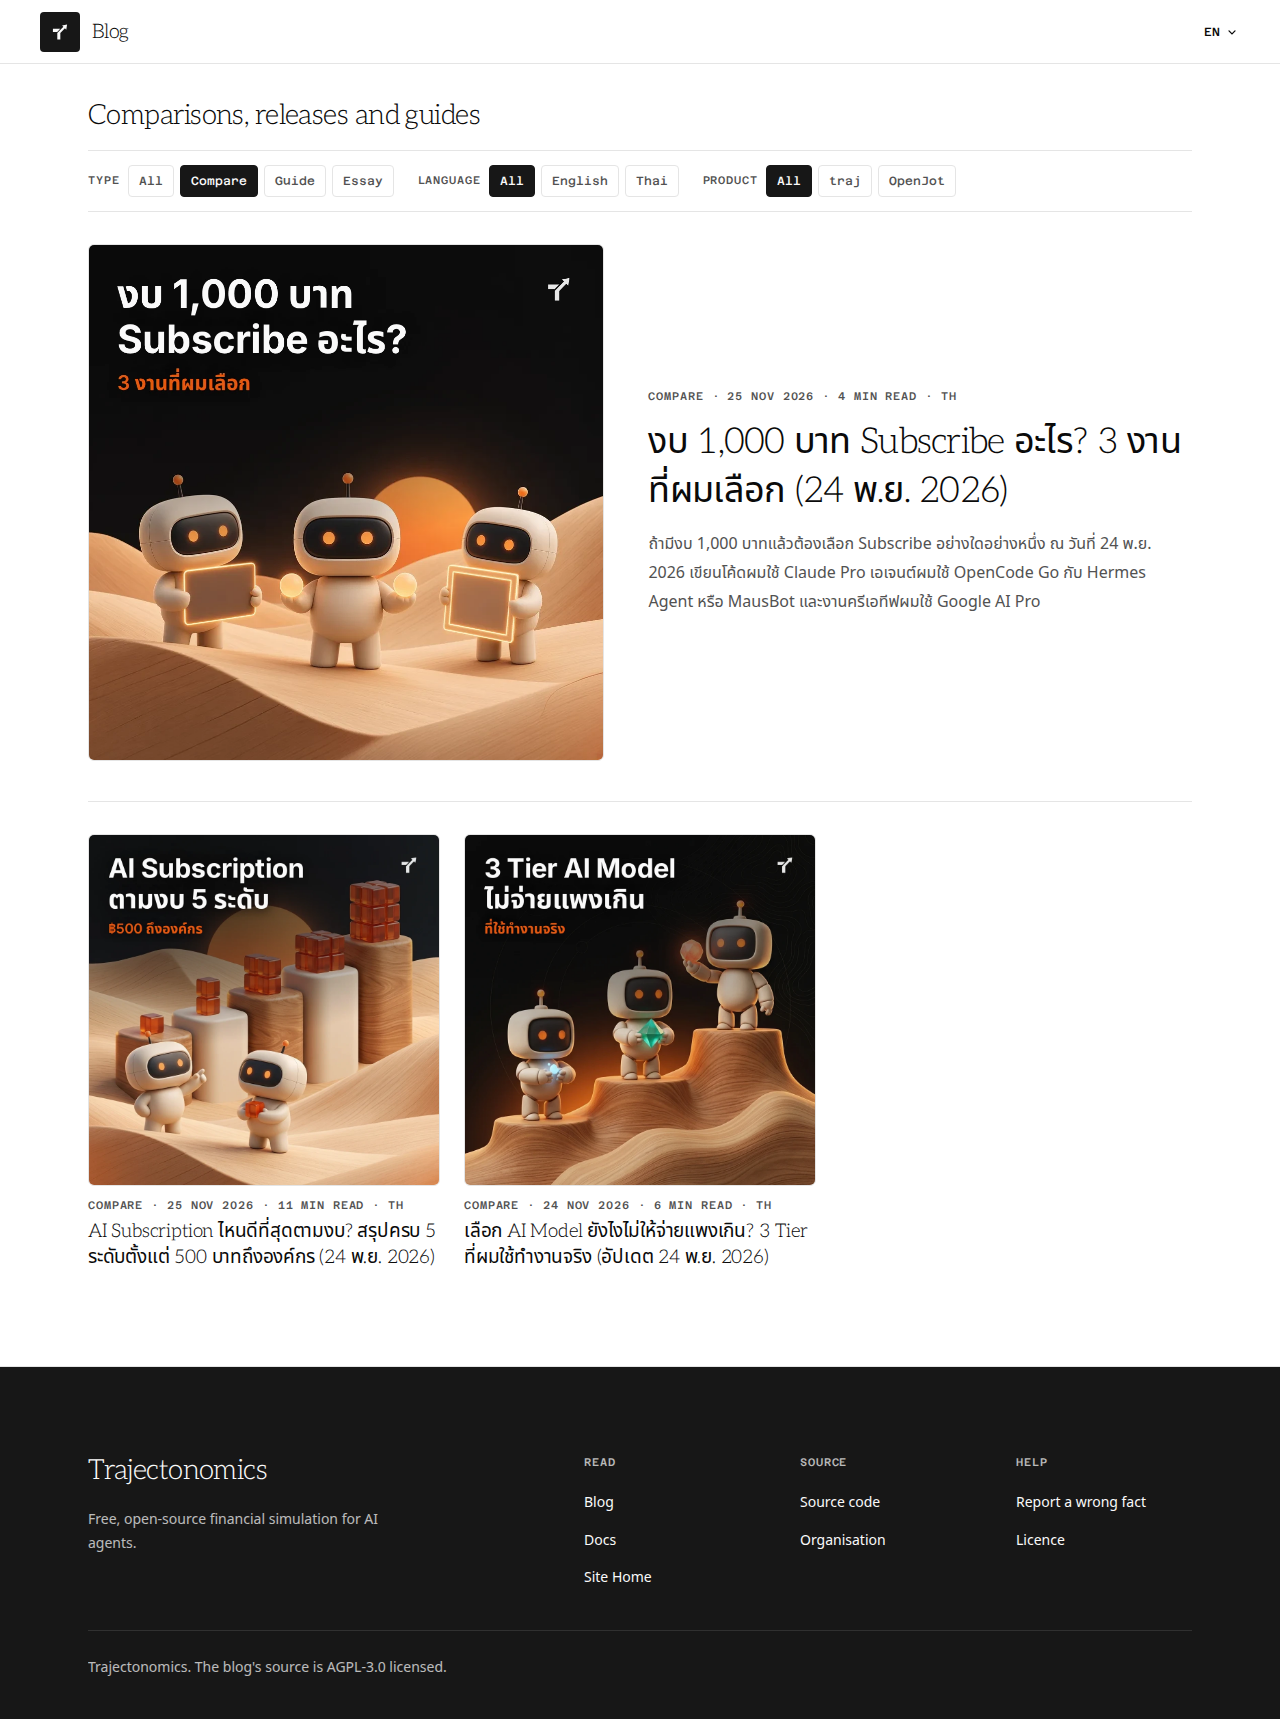 Blog
EN
Comparisons, releases and guides
TYPE All Compare Guide Essay LANGUAGE All English Thai PRODUCT All traj OpenJot
งบ 1,000 บาท
Subscribe อะไร?
3 งานที่ผมเลือก
COMPARE · 25 NOV 2026 · 4 MIN READ · TH
งบ 1,000 บาท Subscribe อะไร? 3 งาน
ที่ผมเลือก (24 พ.ย. 2026)
ถ้ามีงบ 1,000 บาทแล้วต้องเลือก Subscribe อย่างใดอย่างหนึ่ง ณ วันที่ 24 พ.ย.
2026 เขียนโค้ดผมใช้ Claude Pro เอเจนต์ผมใช้ OpenCode Go กับ Hermes
Agent หรือ MausBot และงานครีเอทีฟผมใช้ Google AI Pro
AI Subscription
ตามงบ 5 ระดับ
฿500 ถึงองค์กร
COMPARE · 25 NOV 2026 · 11 MIN READ · TH
AI Subscription ไหนดีที่สุดตามงบ? สรุปครบ 5
ระดับตั้งแต่ 500 บาทถึงองค์กร (24 พ.ย. 2026)
3 Tier AI Model
ไม่จ่ายแพงเกิน
ที่ใช้ทำงานจริง
COMPARE · 24 NOV 2026 · 6 MIN READ · TH
เลือก AI Model ยังไงไม่ให้จ่ายแพงเกิน? 3 Tier
ที่ผมใช้ทำงานจริง (อัปเดต 24 พ.ย. 2026)
Trajectonomics
Free, open-source financial simulation for AI
agents.
READ
Blog
Docs
Site Home
SOURCE
Source code
Organisation
HELP
Report a wrong fact
Licence
Trajectonomics. The blog's source is AGPL-3.0 licensed.